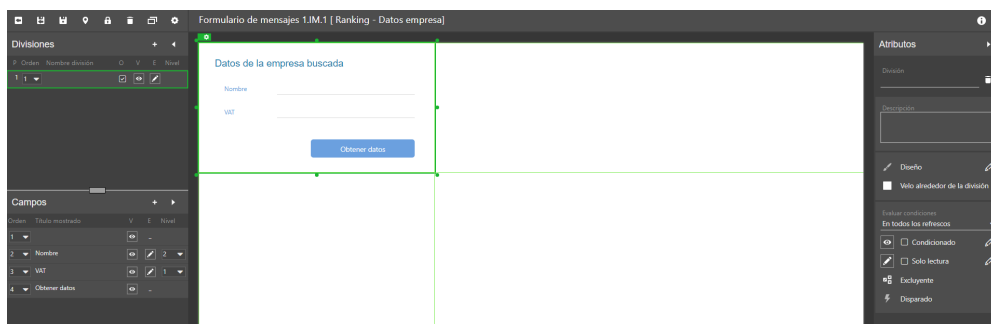 Formulario de mensajes 1.IM.1 [ Ranking - Datos empresa]
Divisiones
P Orden Nombre división O V E Nivel
1 1
Campos
Orden Título mostrado V E Nivel
1 -
2 Nombre 2
3 VAT 1
4 Obtener datos -
Datos de la empresa buscada
Nombre
VAT
Obtener datos
Atributos
División
Descripción
Diseño
Velo alrededor de la división
Evaluar condiciones
En todos los refrescos
Condicionado
Solo lectura
Excluyente
Disparado